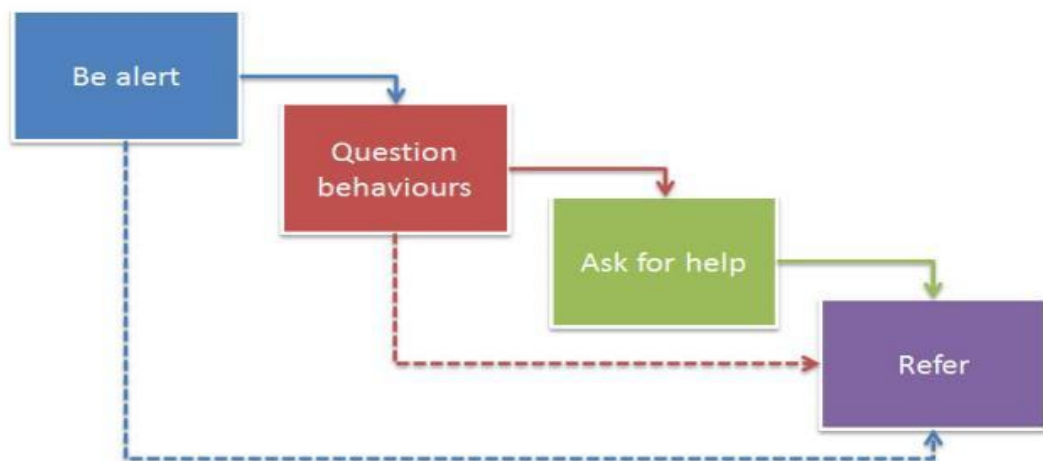 Be alert
Question
behaviours
Ask for help
Refer